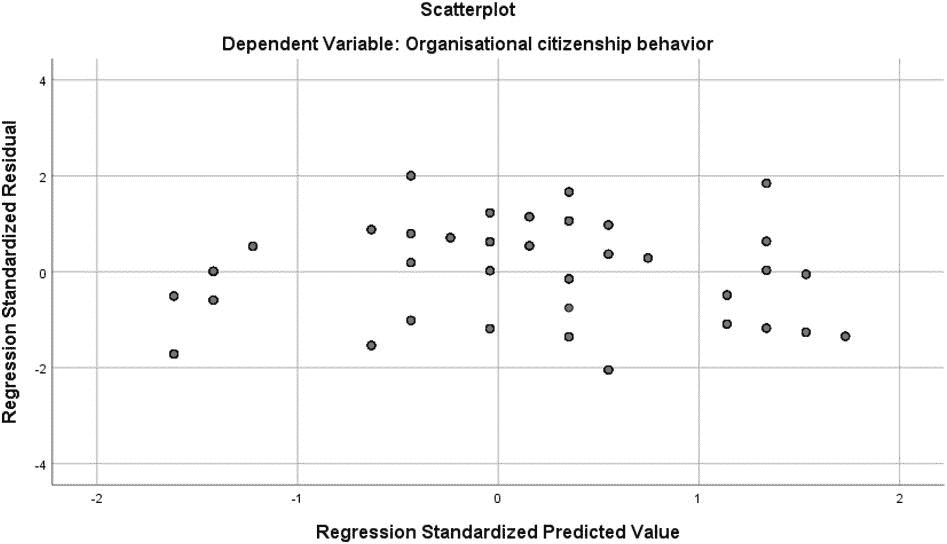 Scatterplot
Dependent Variable: Organisational citizenship behavior
Regression Standardized Residual
4
2
0
-2
-4
-2
-1
0
1
2
Regression Standardized Predicted Value